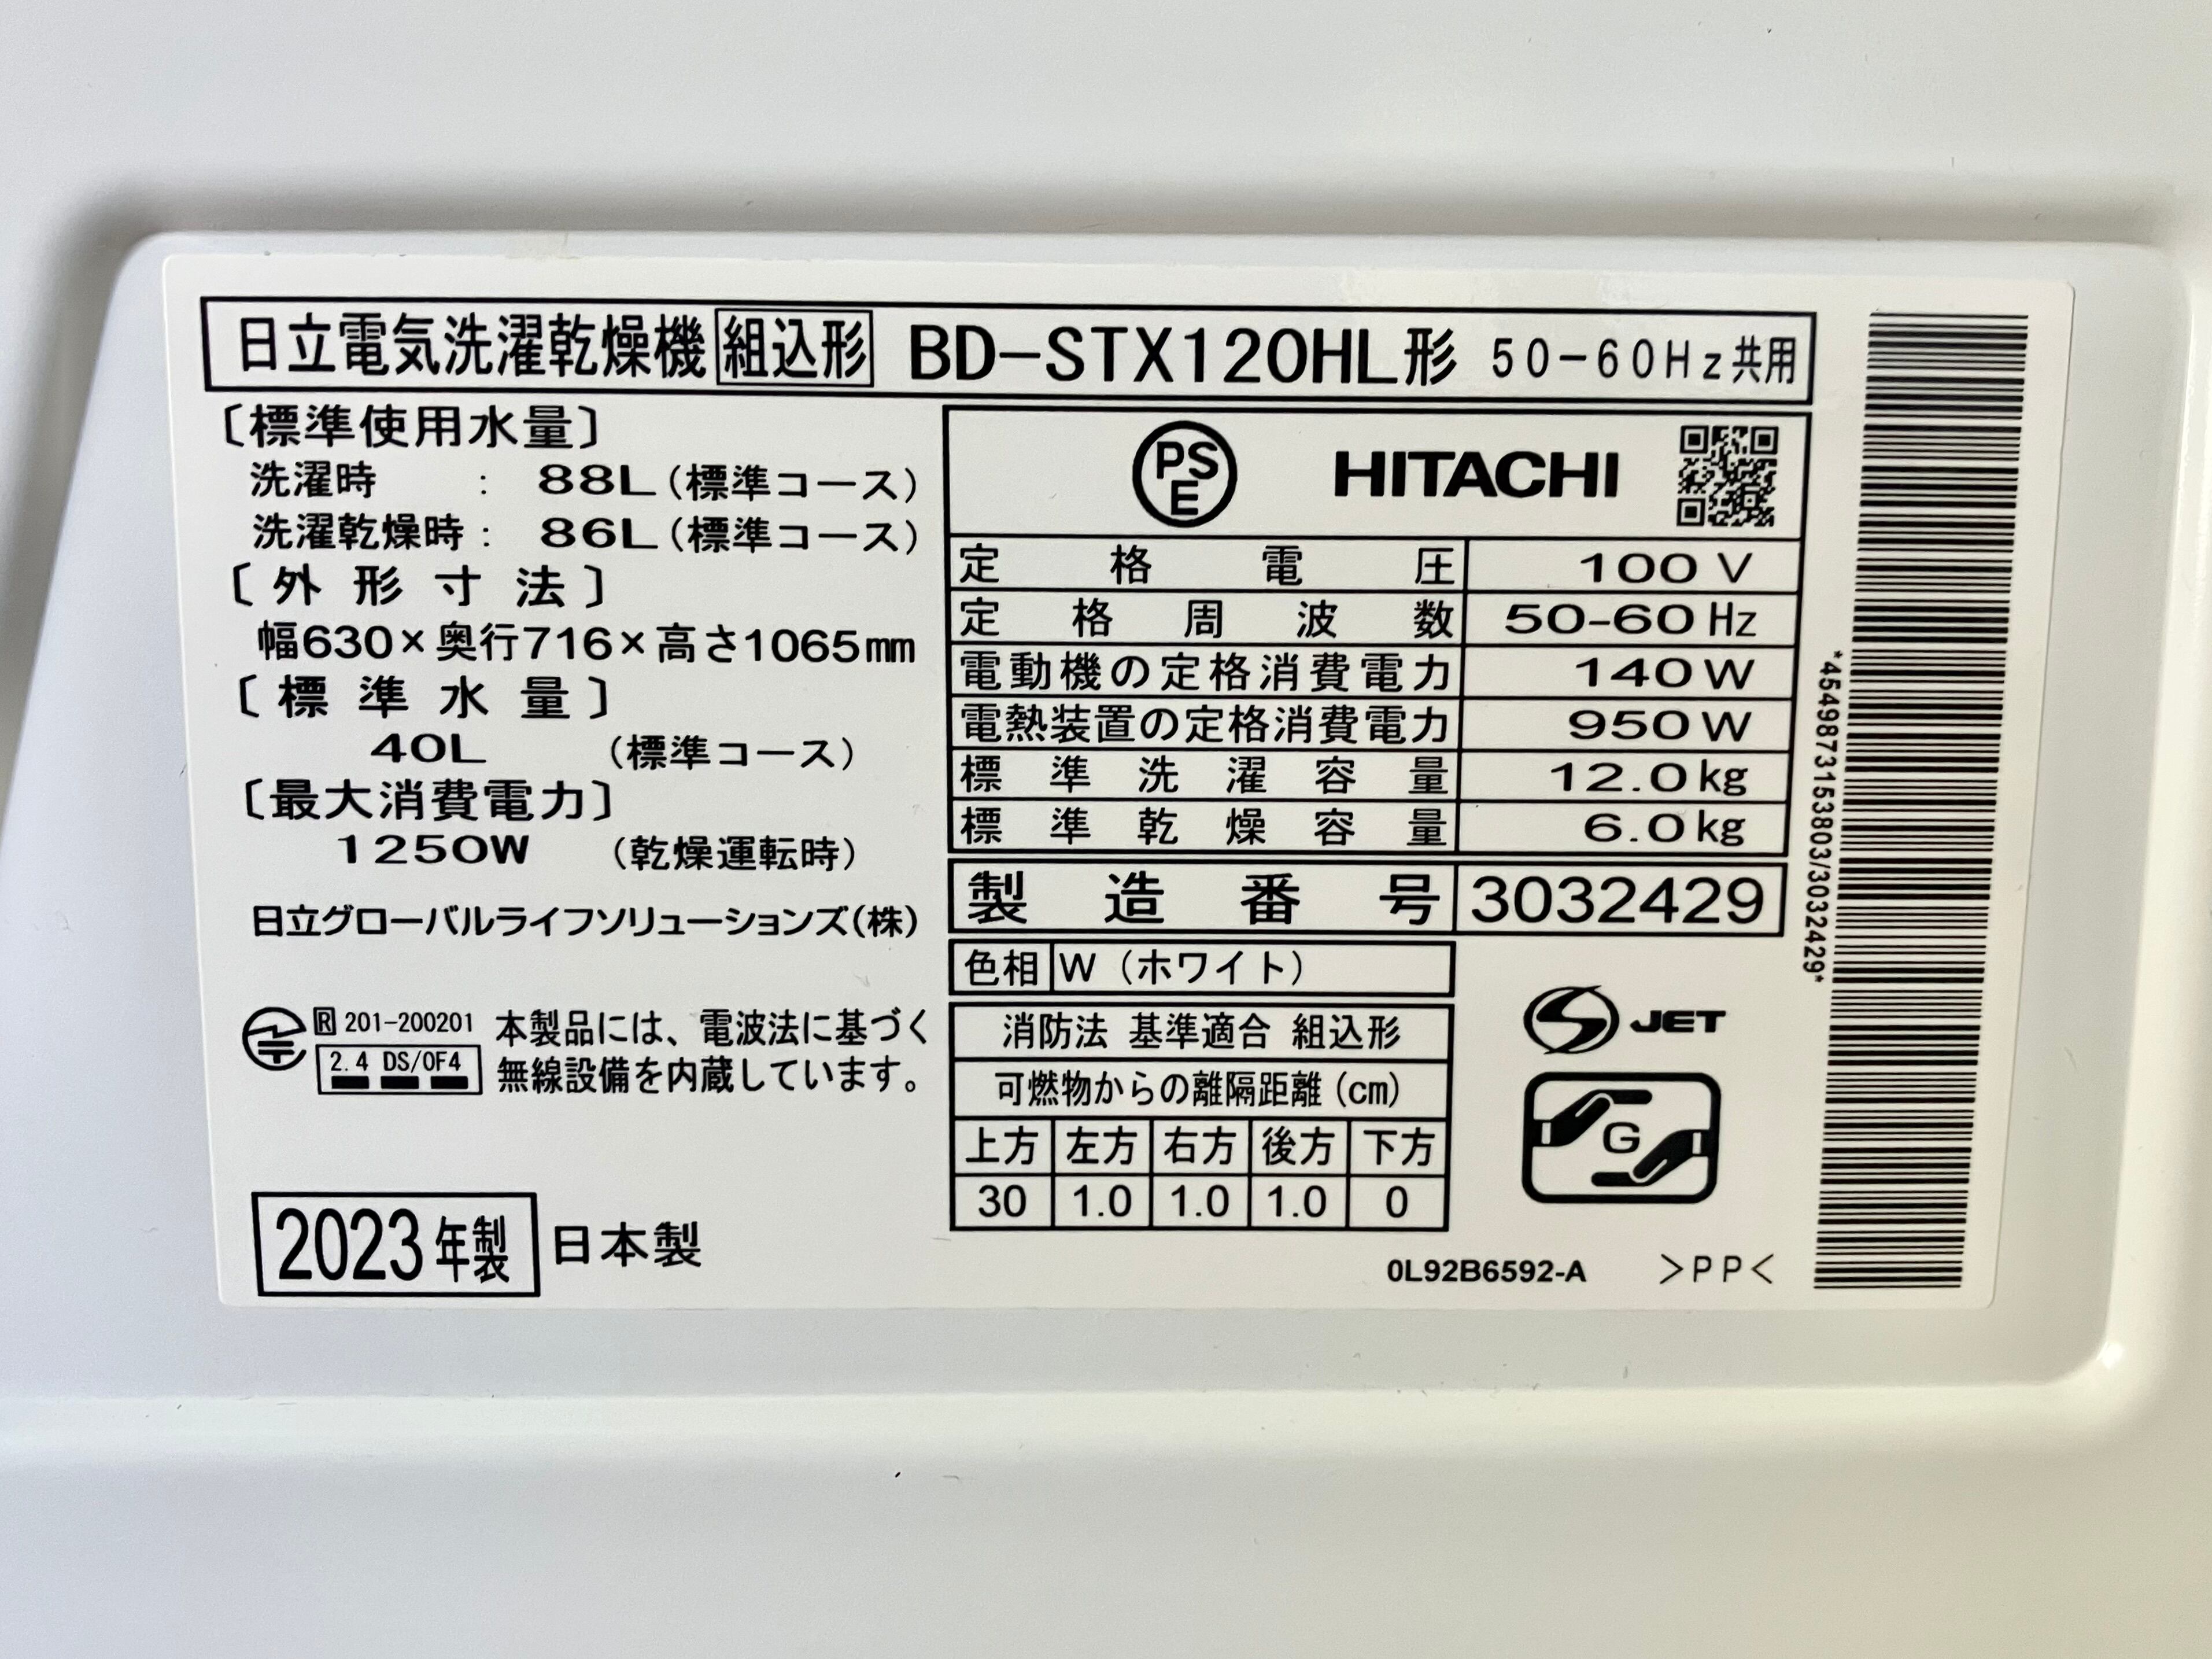 日立電気洗濯乾燥機 組込形 BD-STX120HL形 50-60Hz共用
〔標準使用水量〕
洗濯時 : 88L(標準コース)
洗濯乾燥時: 86L(標準コース)
〔外形寸法〕
幅630×奥行716×高さ1065mm
〔標準水量〕
40L (標準コース)
〔最大消費電力〕
1250W (乾燥運転時)
日立グローバルライフソリューションズ(株)
R 201-200201
2.4 DS/OF4
本製品には、電波法に基づく
無線設備を内蔵しています。
2023年製 日本製
PS
E
HITACHI
定格電圧 100V
定格周波数 50-60Hz
電動機の定格消費電力 140W
電熱装置の定格消費電力 950W
標準洗濯容量 12.0kg
標準乾燥容量 6.0kg
製造番号 3032429
色相 W(ホワイト)
消防法 基準適合 組込形
可燃物からの離隔距離(cm)
上方 左方 右方 後方 下方
30 1.0 1.0 1.0 0
S JET
G
0L92B6592-A >PP<
*4549873153803/3032429*